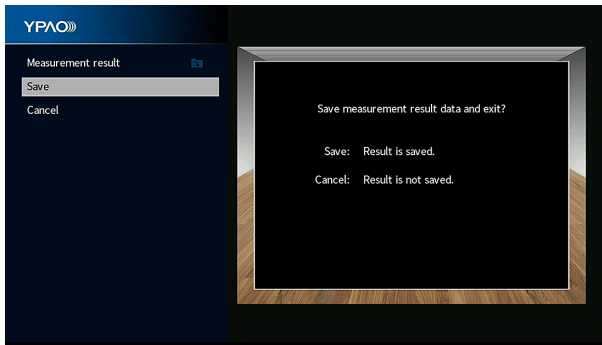 YPAO
Measurement result
Save
Cancel
Save measurement result data and exit?
Save: Result is saved.
Cancel: Result is not saved.